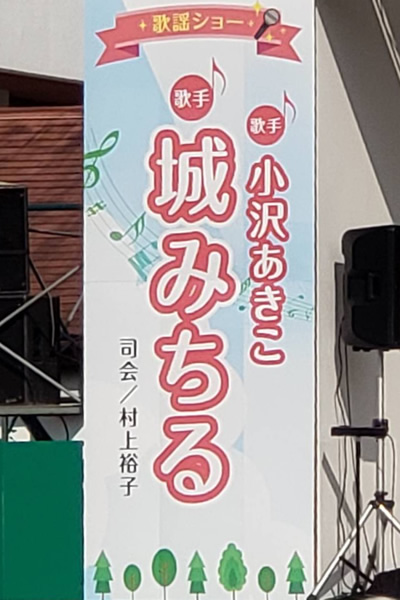 歌謡ショー
歌手
小沢あきこ
歌手
城みちる
司会/村上裕子